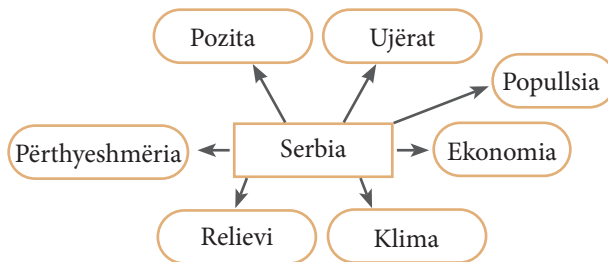 Pozita
Ujërat
Popullsia
Përthyeshmëria
Serbia
Ekonomia
Relievi
Klima